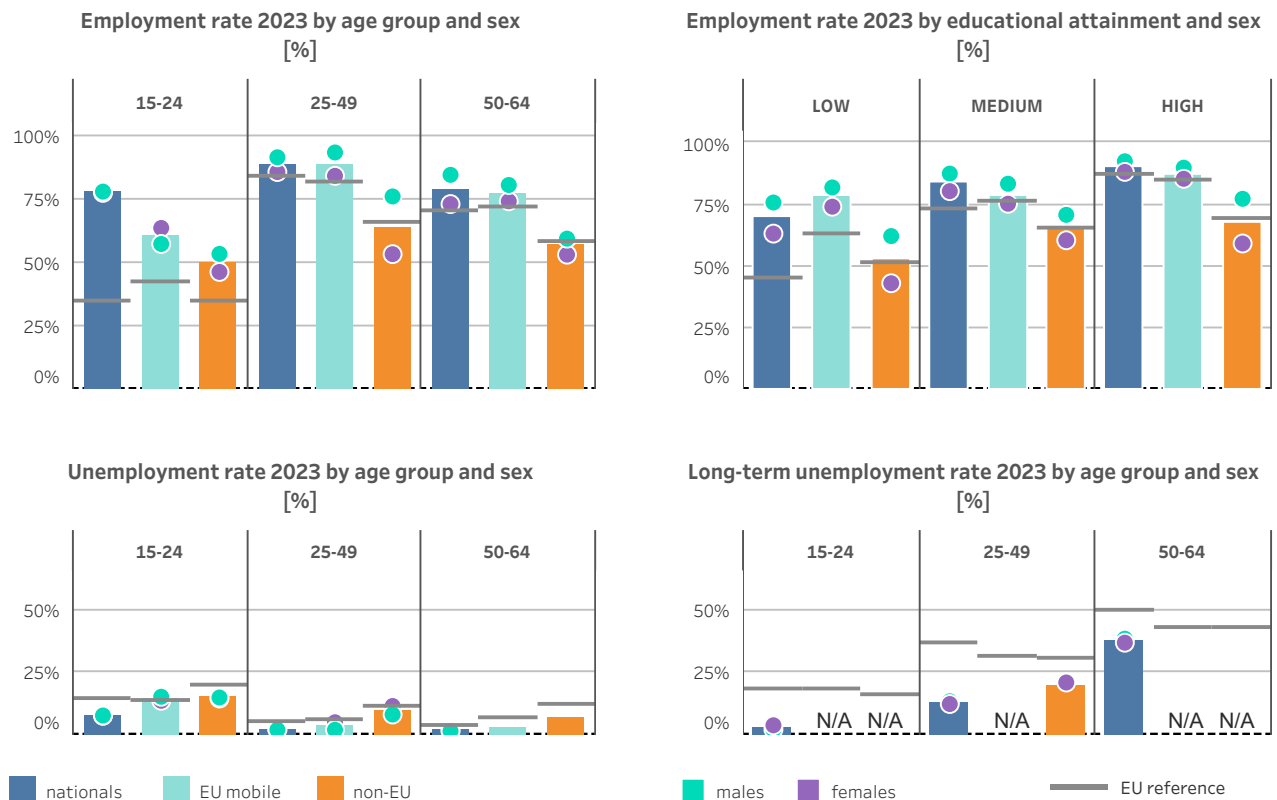 Employment rate 2023 by age group and sex
[%]
15-24 25-49 50-64
100%
75%
50%
25%
0%
Employment rate 2023 by educational attainment and sex
[%]
LOW MEDIUM HIGH
100%
75%
50%
25%
0%
Unemployment rate 2023 by age group and sex
[%]
15-24 25-49 50-64
50%
25%
0%
Long-term unemployment rate 2023 by age group and sex
[%]
15-24 25-49 50-64
50%
25%
0% N/A N/A N/A N/A N/A
nationals EU mobile non-EU
males females EU reference